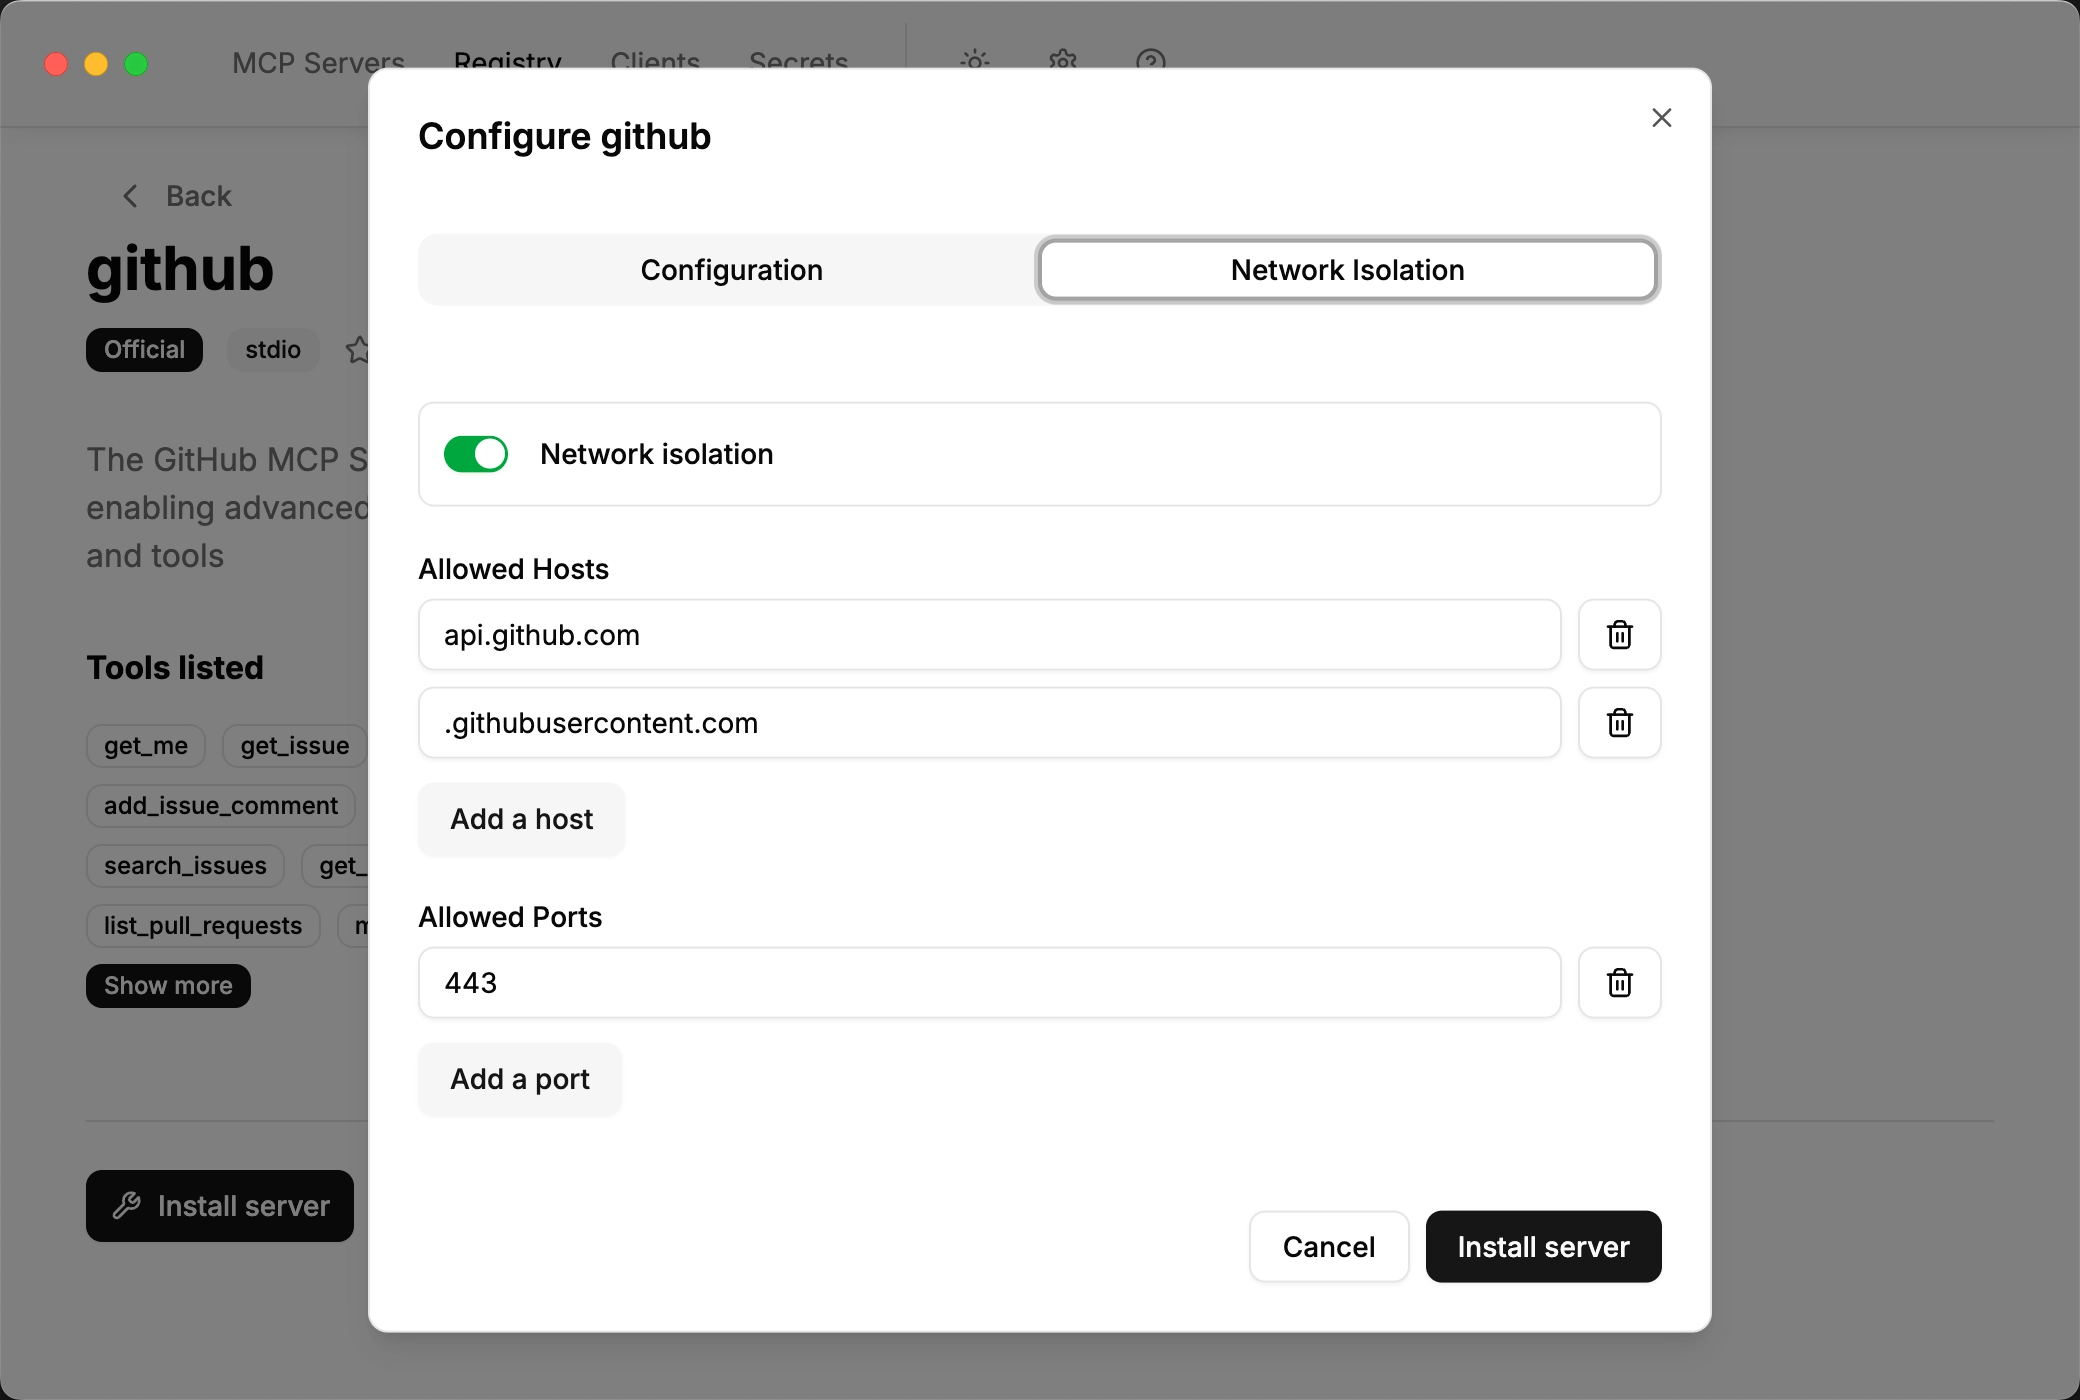 MCP Servers Registry Clients Secrets
Configure github
Back
github
Configuration Network Isolation
Official stdio
Network isolation
The GitHub MCP S
enabling advanced
and tools
Allowed Hosts
api.github.com
.githubusercontent.com
Add a host
Allowed Ports
443
Add a port
Tools listed
get_me get_issue
add_issue_comment
search_issues get_
list_pull_requests
Show more
Install server
Cancel Install server